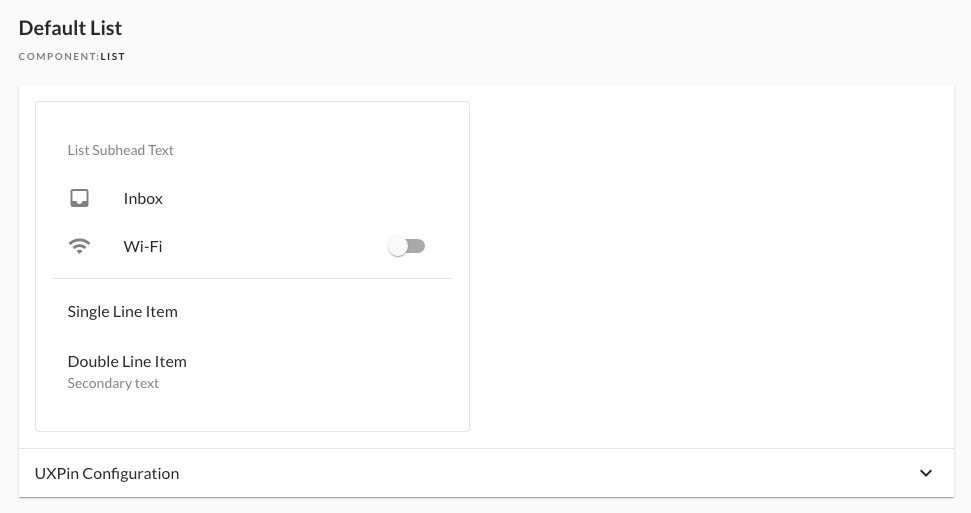 Default List
COMPONENT:LIST
List Subhead Text
Inbox
Wi-Fi
Single Line Item
Double Line Item
Secondary text
UXPin Configuration